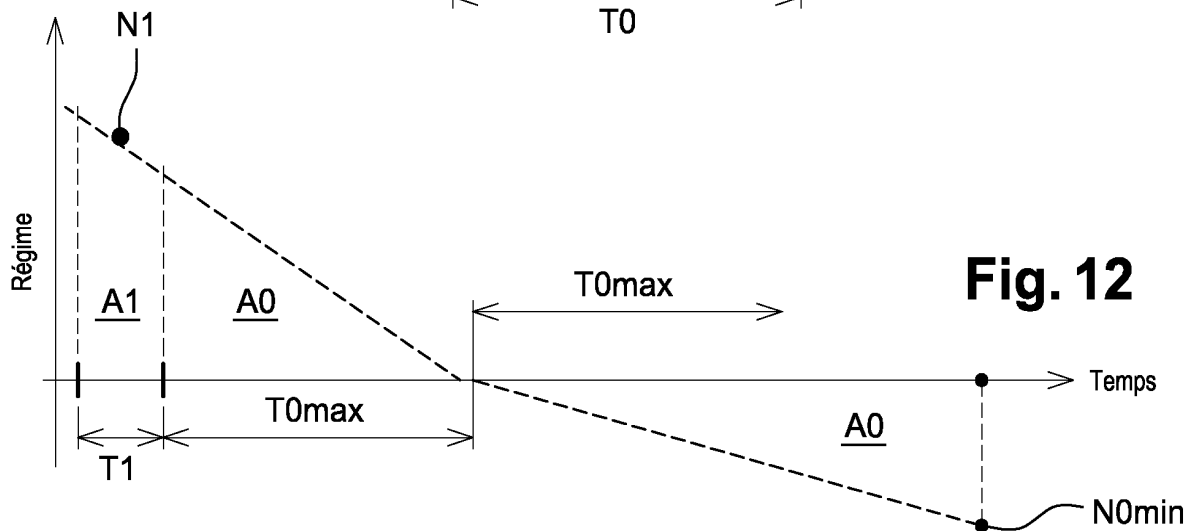 T0
N1
Régime
A1
A0
T0max
Fig. 12
Temps
T0max
T1
A0
N0min